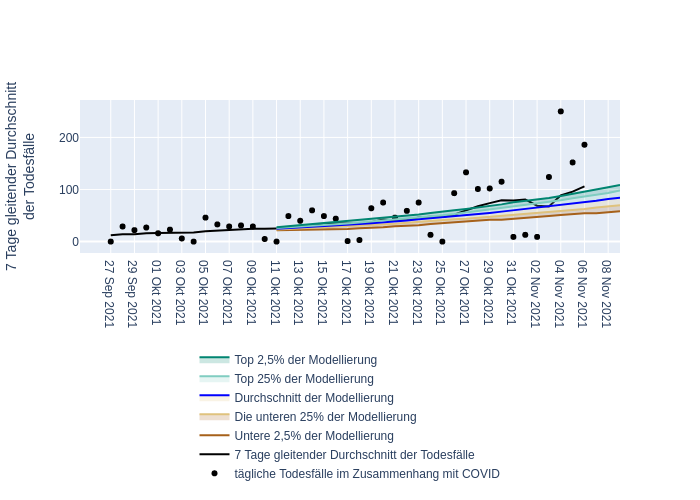 7 Tage gleitender Durchschnitt
der Todesfälle
200
100
0
27 Sep 2021
29 Sep 2021
01 Okt 2021
03 Okt 2021
05 Okt 2021
07 Okt 2021
09 Okt 2021
11 Okt 2021
13 Okt 2021
15 Okt 2021
17 Okt 2021
19 Okt 2021
21 Okt 2021
23 Okt 2021
25 Okt 2021
27 Okt 2021
29 Okt 2021
31 Okt 2021
02 Nov 2021
04 Nov 2021
06 Nov 2021
08 Nov 2021
Top 2,5% der Modellierung
Top 25% der Modellierung
Durchschnitt der Modellierung
Die unteren 25% der Modellierung
Untere 2,5% der Modellierung
7 Tage gleitender Durchschnitt der Todesfälle
tägliche Todesfälle im Zusammenhang mit COVID